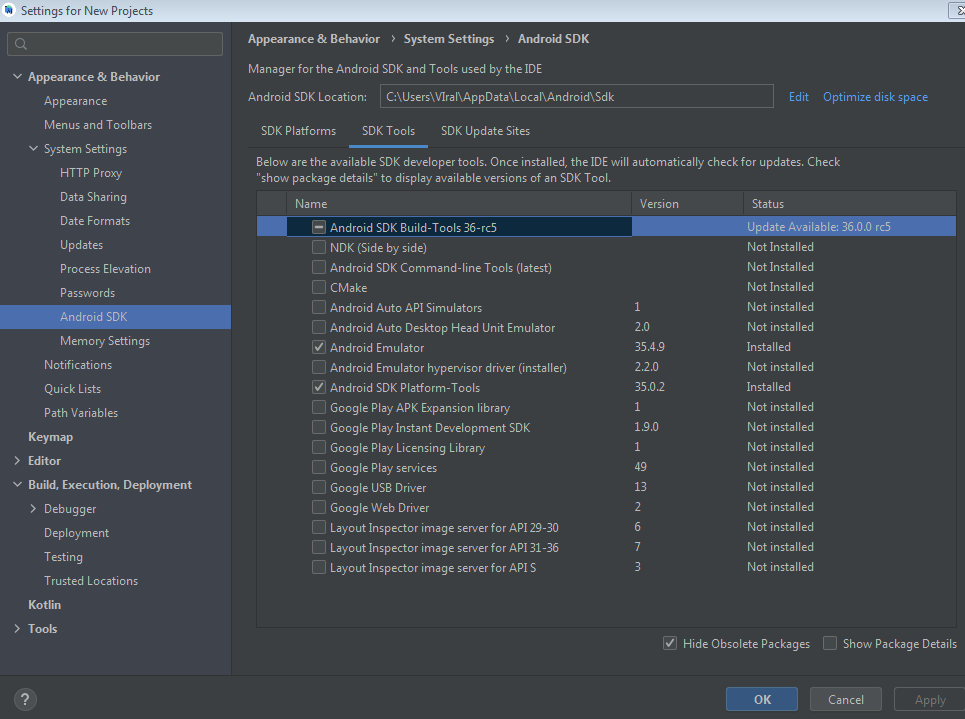 Settings for New Projects
Appearance & Behavior
Appearance
Menus and Toolbars
System Settings
HTTP Proxy
Data Sharing
Date Formats
Updates
Process Elevation
Passwords
Android SDK
Memory Settings
Notifications
Quick Lists
Path Variables
Keymap
Editor
Build, Execution, Deployment
Debugger
Deployment
Testing
Trusted Locations
Kotlin
Tools
Appearance & Behavior › System Settings › Android SDK
Manager for the Android SDK and Tools used by the IDE
Android SDK Location: C:\Users\VIral\AppData\Local\Android\Sdk Edit Optimize disk space
SDK Platforms SDK Tools SDK Update Sites
Below are the available SDK developer tools. Once installed, the IDE will automatically check for updates. Check
"show package details" to display available versions of an SDK Tool.
Name Version Status
Android SDK Build-Tools 36-rc5 Update Available: 36.0.0 rc5
NDK (Side by side) Not Installed
Android SDK Command-line Tools (latest) Not Installed
CMake Not Installed
Android Auto API Simulators 1 Not installed
Android Auto Desktop Head Unit Emulator 2.0 Not installed
Android Emulator 35.4.9 Installed
Android Emulator hypervisor driver (installer) 2.2.0 Not installed
Android SDK Platform-Tools 35.0.2 Installed
Google Play APK Expansion library 1 Not installed
Google Play Instant Development SDK 1.9.0 Not installed
Google Play Licensing Library 1 Not installed
Google Play services 49 Not installed
Google USB Driver 13 Not installed
Google Web Driver 2 Not installed
Layout Inspector image server for API 29-30 6 Not installed
Layout Inspector image server for API 31-36 7 Not installed
Layout Inspector image server for API S 3 Not installed
Hide Obsolete Packages Show Package Details
? OK Cancel Apply